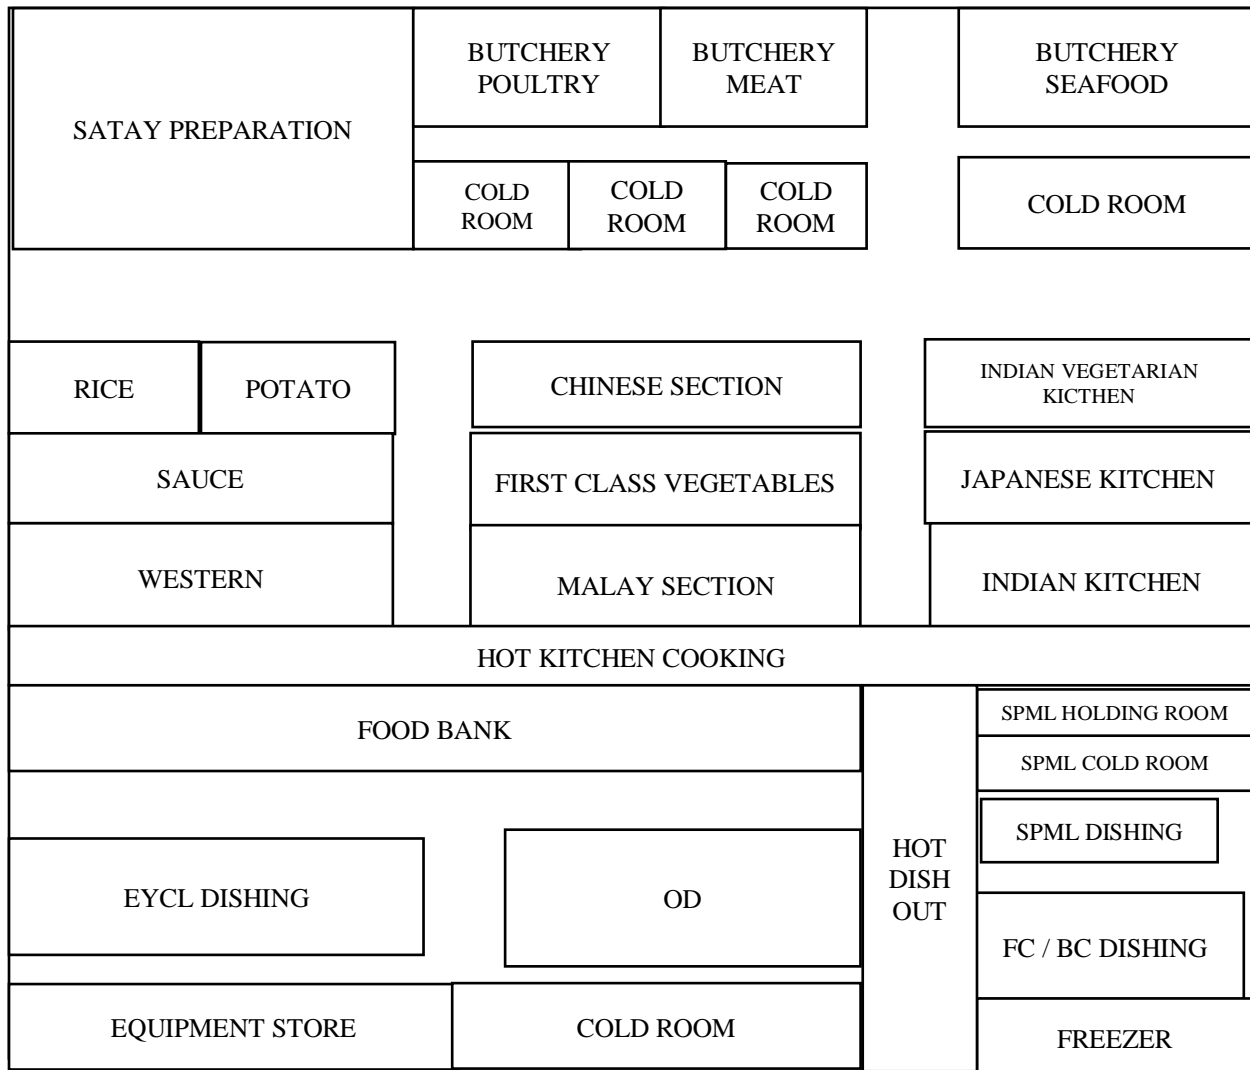 SATAY PREPARATION
BUTCHERY
POULTRY
BUTCHERY
MEAT
BUTCHERY
SEAFOOD
COLD
ROOM
COLD
ROOM
COLD
ROOM
COLD ROOM
RICE
POTATO
CHINESE SECTION
INDIAN VEGETARIAN
KICTHEN
SAUCE
FIRST CLASS VEGETABLES
JAPANESE KITCHEN
WESTERN
MALAY SECTION
INDIAN KITCHEN
HOT KITCHEN COOKING
FOOD BANK
SPML HOLDING ROOM
SPML COLD ROOM
SPML DISHING
HOT
DISH
OUT
EYCL DISHING
OD
FC / BC DISHING
EQUIPMENT STORE
COLD ROOM
FREEZER